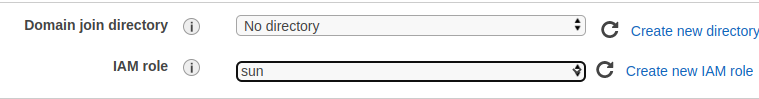 Domain join directory i No directory Create new directory
IAM role i sun Create new IAM role